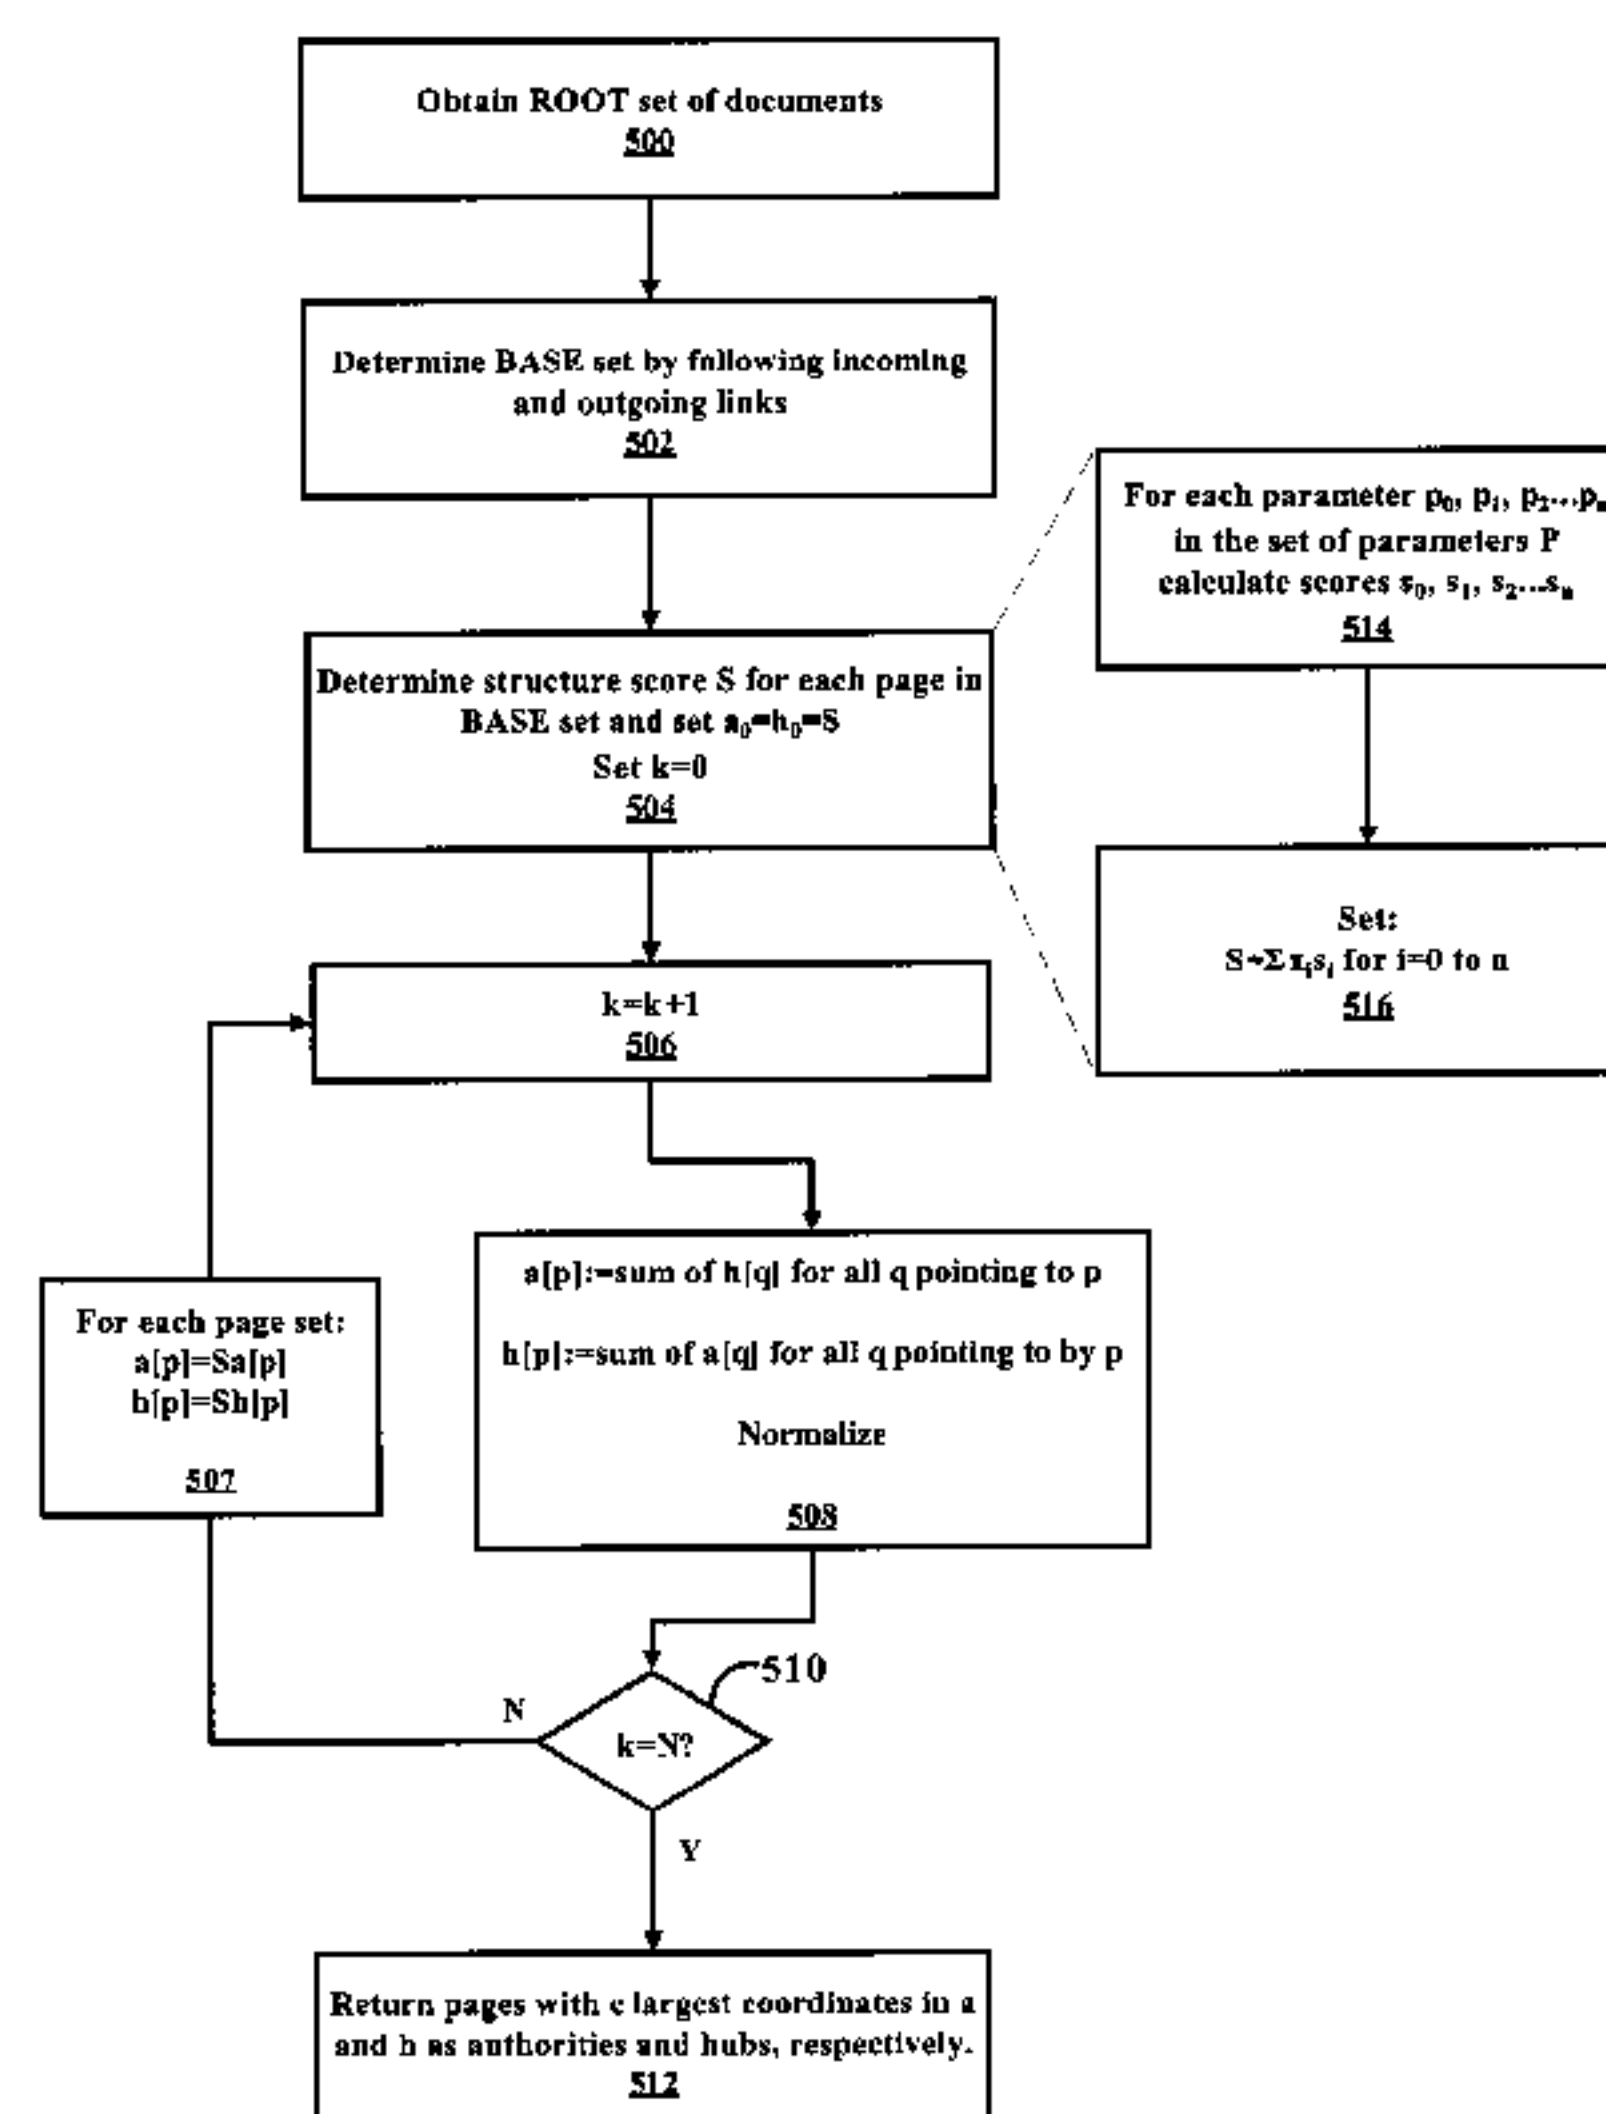 Obtain ROOT set of documents
500
Determine BASE set by following incoming
and outgoing links
502
For each parameter p₀, p₁, p₂...pₙ
in the set of parameters P
calculate scores s₀, s₁, s₂...sₙ
514
Determine structure score S for each page in
BASE set and set a₀=h₀=S
Set k=0
504
Set:
for i=0 to n
516
k=k+1
506
For each page set:
a[p]=Sa[p]
h[p]=Sh[p]
507
a[p]:=sum of h[q] for all q pointing to p
h[p]:=sum of a[q] for all q pointing to by p
Normalize
508
510
N
k=N?
Y
Return pages with c largest coordinates in a
and h as authorities and hubs, respectively.
512